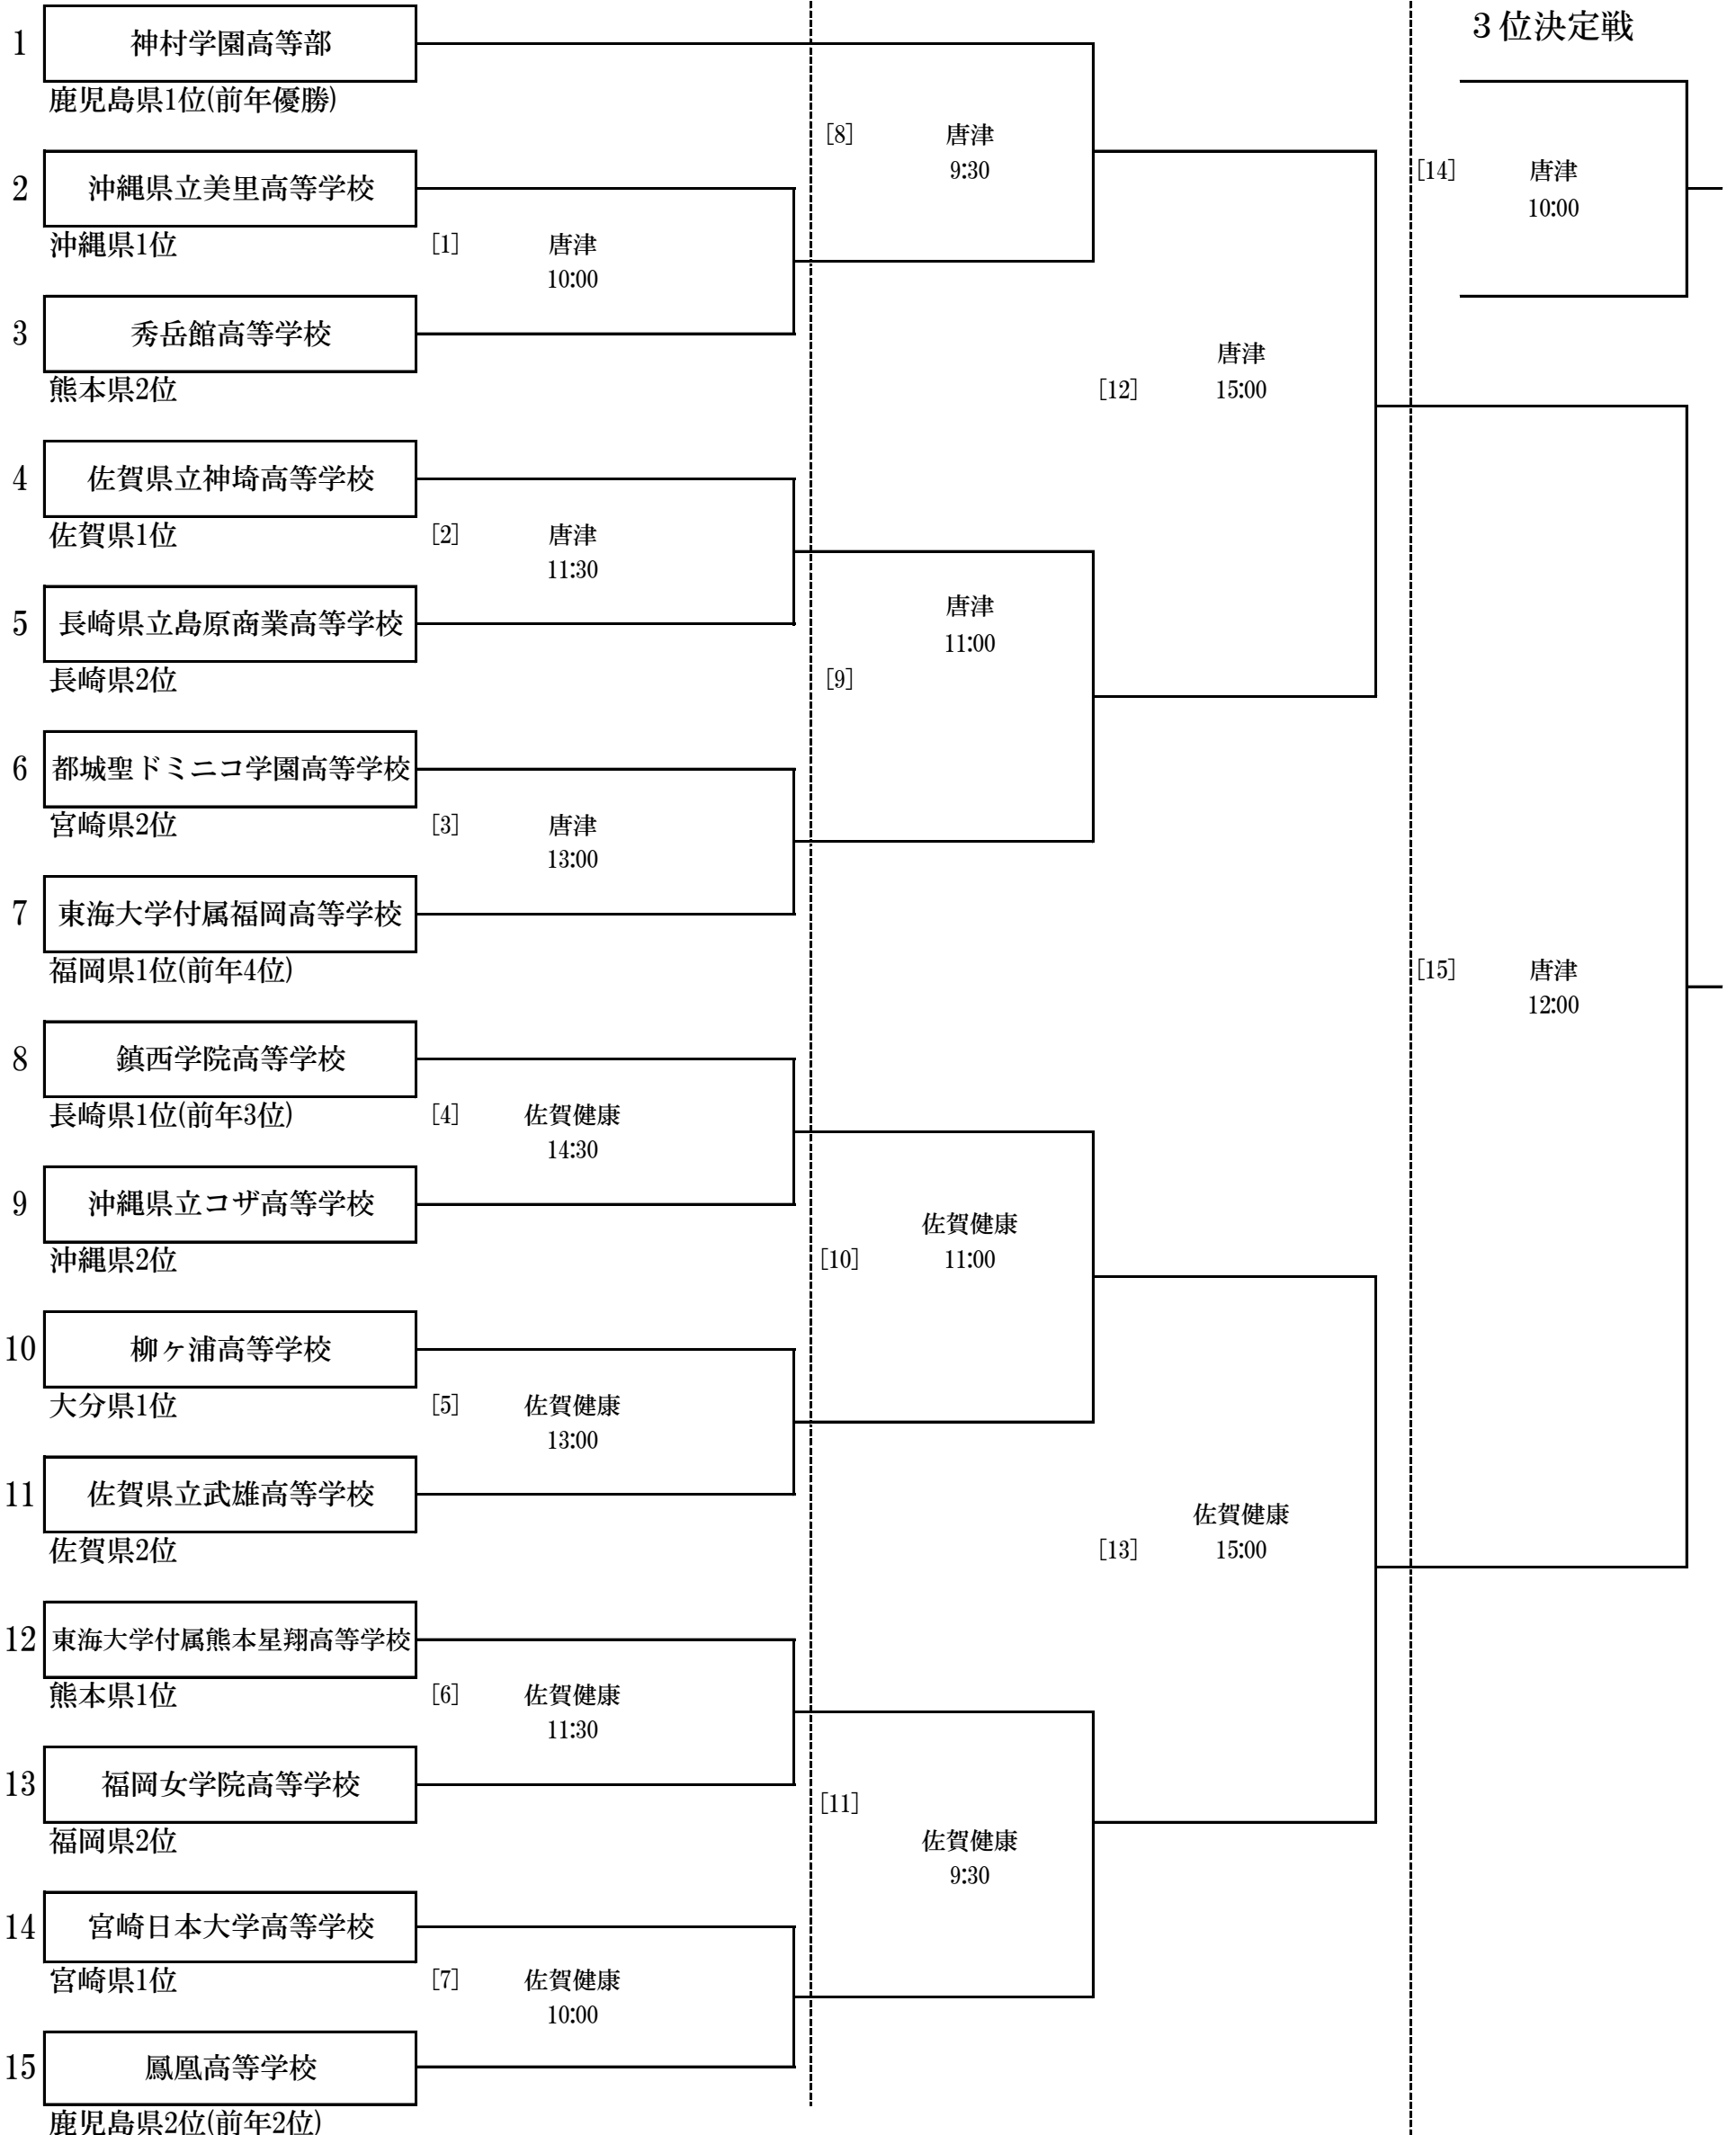 ３位決定戦
1
神村学園高等部
鹿児島県1位(前年優勝)
[8]
唐津
9:30
[14]
唐津
10:00
2
沖縄県立美里高等学校
沖縄県1位
[1]
唐津
10:00
3
秀岳館高等学校
熊本県2位
[12]
唐津
15:00
4
佐賀県立神埼高等学校
佐賀県1位
[2]
唐津
11:30
5
長崎県立島原商業高等学校
長崎県2位
唐津
11:00
[9]
6
都城聖ドミニコ学園高等学校
宮崎県2位
[3]
唐津
13:00
7
東海大学付属福岡高等学校
福岡県1位(前年4位)
[15]
唐津
12:00
8
鎮西学院高等学校
長崎県1位(前年3位)
[4]
佐賀健康
14:30
9
沖縄県立コザ高等学校
沖縄県2位
[10]
佐賀健康
11:00
10
柳ヶ浦高等学校
大分県1位
[5]
佐賀健康
13:00
11
佐賀県立武雄高等学校
佐賀県2位
[13]
佐賀健康
15:00
12
東海大学付属熊本星翔高等学校
熊本県1位
[6]
佐賀健康
11:30
13
福岡女学院高等学校
福岡県2位
[11]
佐賀健康
9:30
14
宮崎日本大学高等学校
宮崎県1位
[7]
佐賀健康
10:00
15
鳳凰高等学校
鹿児島県2位(前年2位)